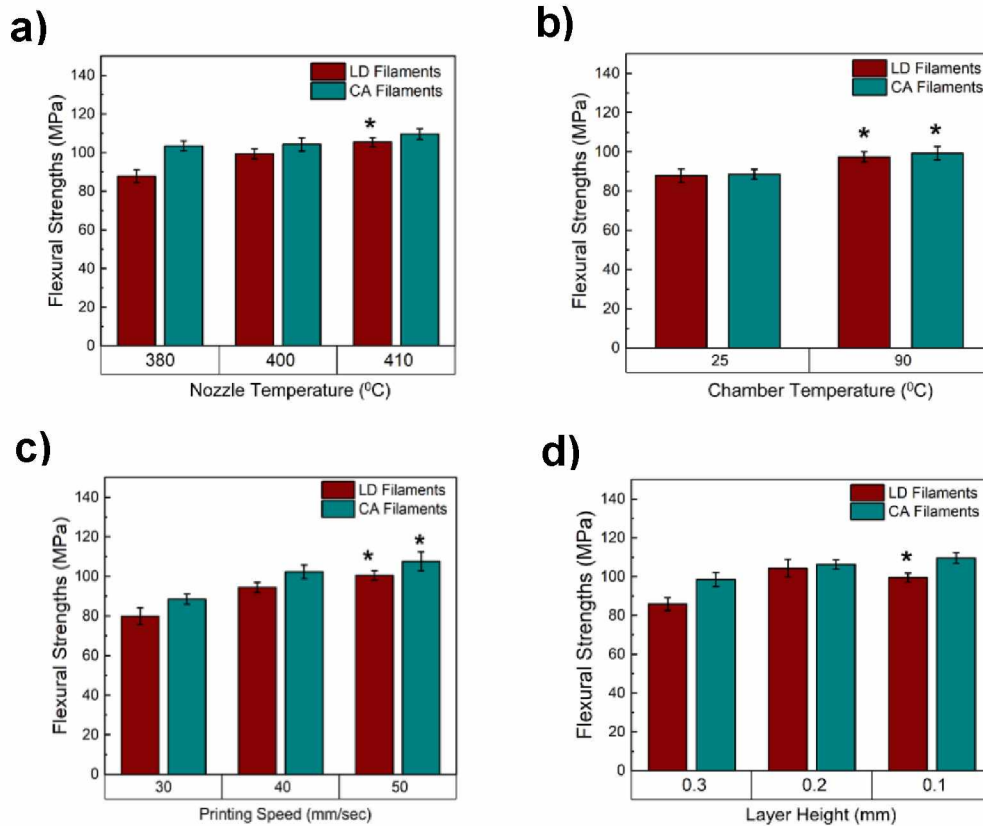 a)
Flexural Strengths (MPa)
140
120
100
80
60
40
20
0
LD Filaments
CA Filaments
*
380 400 410
Nozzle Temperature (⁰C)
b)
Flexural Strengths (MPa)
140
120
100
80
60
40
20
0
LD Filaments
CA Filaments
* *
25 90
Chamber Temperature (⁰C)
c)
Flexural Strengths (MPa)
140
120
100
80
60
40
20
0
LD Filaments
CA Filaments
* *
30 40 50
Printing Speed (mm/sec)
d)
Flexural Strengths (MPa)
140
120
100
80
60
40
20
0
LD Filaments
CA Filaments
*
0.3 0.2 0.1
Layer Height (mm)